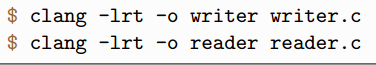 $ clang -lrt -o writer writer.c
$ clang -lrt -o reader reader.c